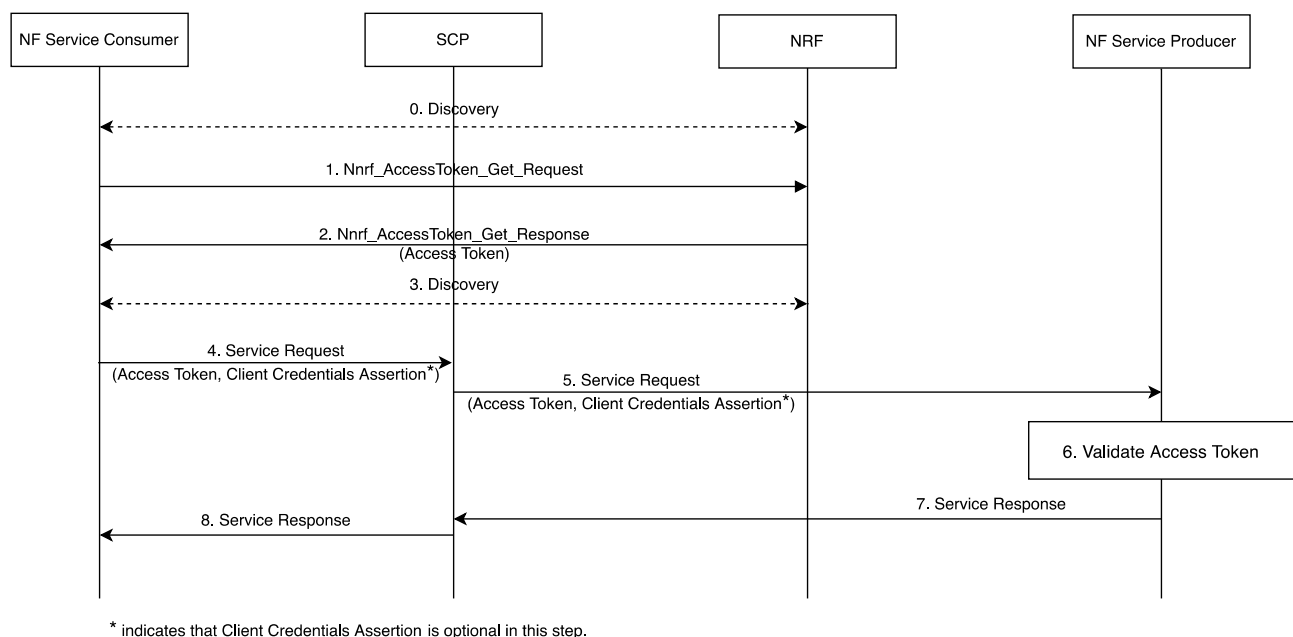 NF Service Consumer
SCP
NRF
NF Service Producer
0. Discovery
1. Nnrf_AccessToken_Get_Request
2. Nnrf_AccessToken_Get_Response
(Access Token)
3. Discovery
4. Service Request
(Access Token, Client Credentials Assertion*)
5. Service Request
(Access Token, Client Credentials Assertion*)
6. Validate Access Token
7. Service Response
8. Service Response
* indicates that Client Credentials Assertion is optional in this step.